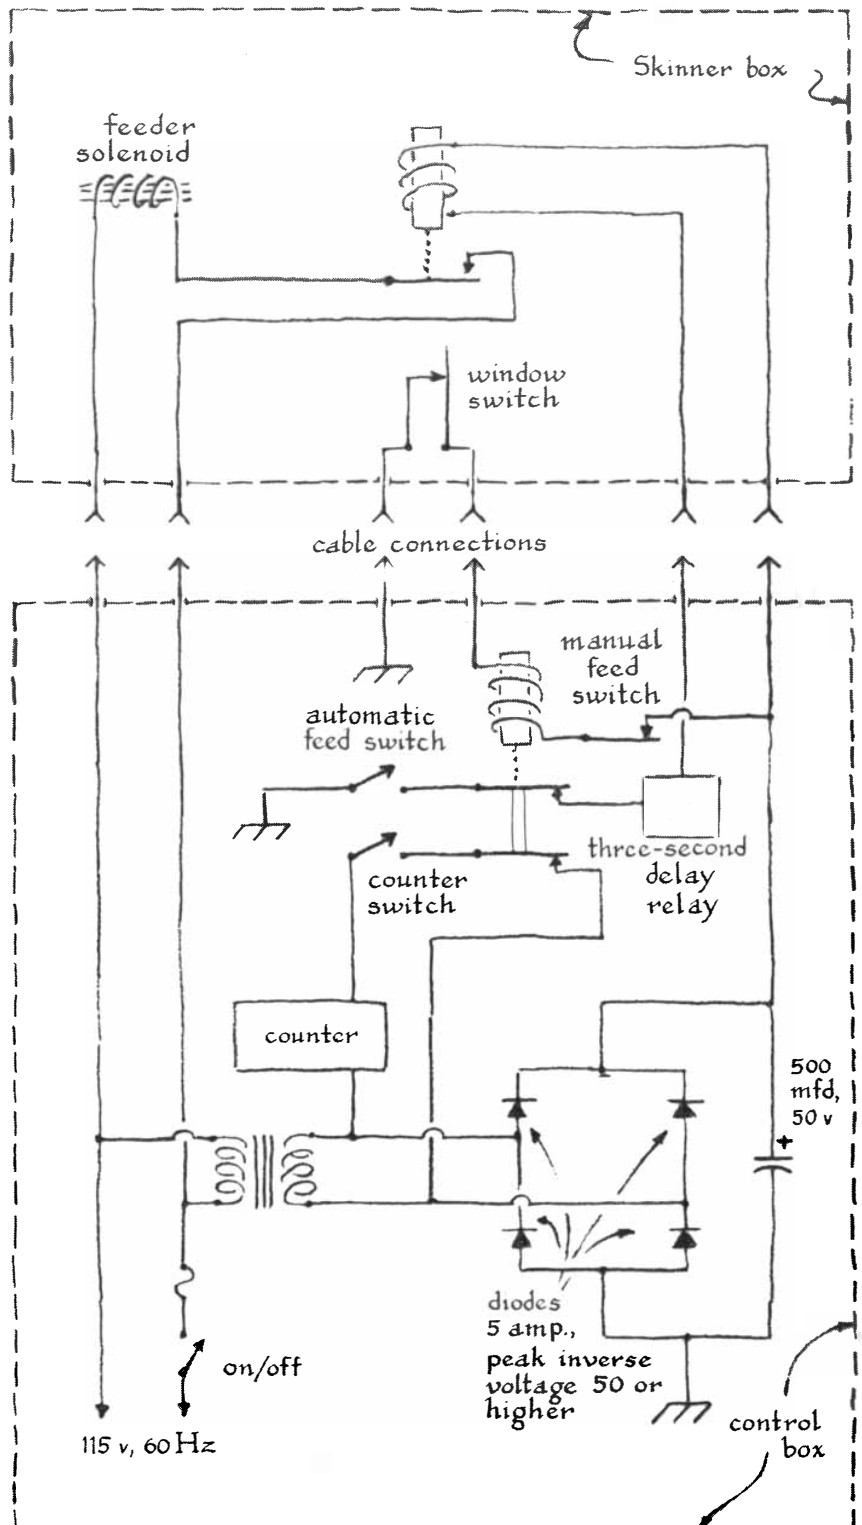 Skinner box
feeder
solenoid
window
switch
cable connections
manual
feed
switch
automatic
feed switch
three-second
delay
relay
counter
switch
counter
500
mfd,
50 v
+
diodes
5 amp.,
peak inverse
voltage 50 or
higher
on/off
115 v, 60 Hz
control
box